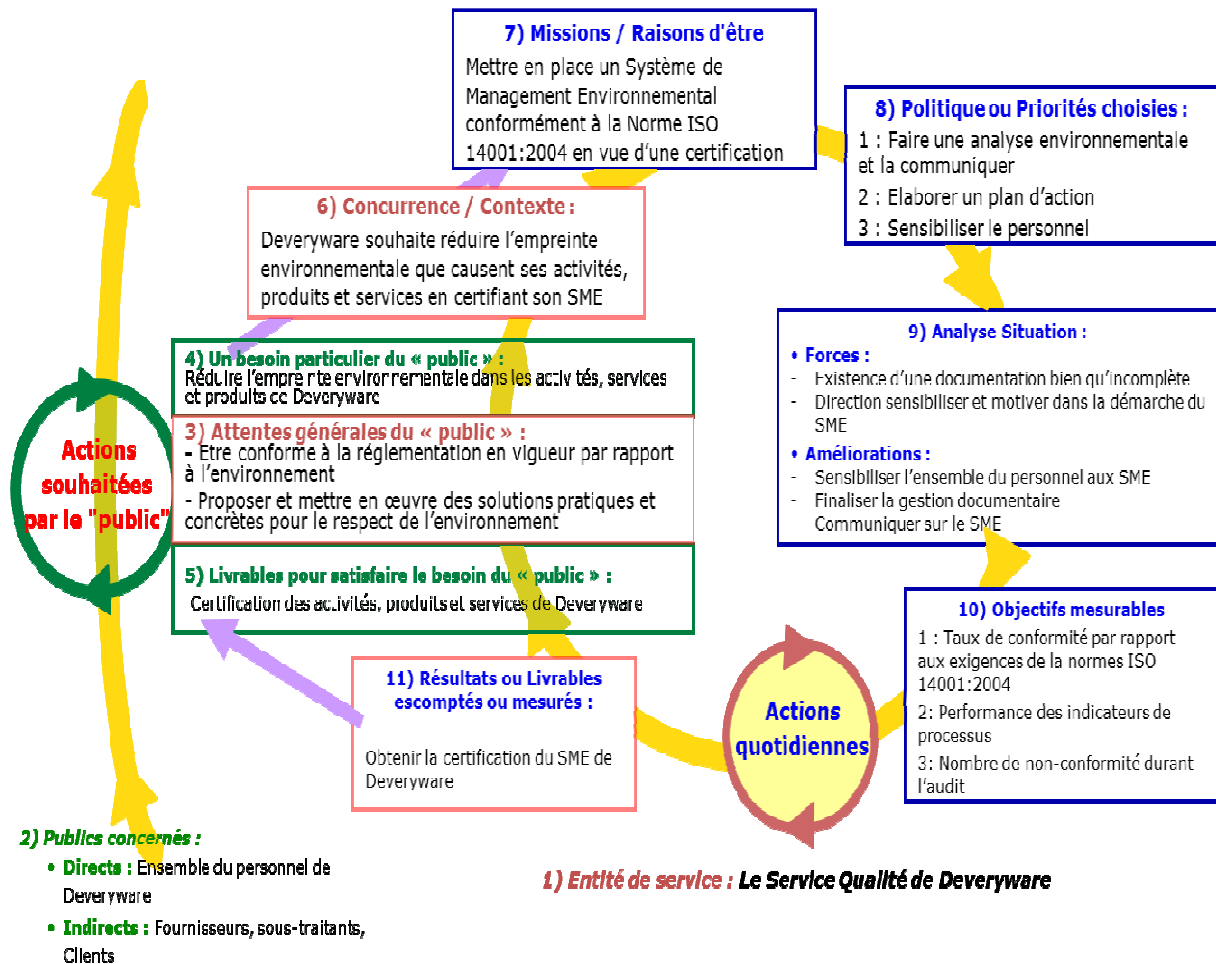 7) Missions / Raisons d'être
Mettre en place un Système de
Management Environnemental
conformément à la Norme ISO
14001:2004 en vue d'une certification
8) Politique ou Priorités choisies :
1 : Faire une analyse environnementale
et la communiquer
2 : Elaborer un plan d'action
3 : Sensibiliser le personnel
6) Concurrence / Contexte :
Deveryware souhaite réduire l'empreinte
environnementale que causent ses activités,
produits et services en certifiant son SME
9) Analyse Situation :
• Forces :
- Existence d'une documentation bien qu'incomplète
- Direction sensibiliser et motiver dans la démarche du
SME
• Améliorations :
- Sensibiliser l'ensemble du personnel aux SME
- Finaliser la gestion documentaire
Communiquer sur le SME
4) Un besoin particulier du « public » :
Réduire l'empreinte environnementale dans les activités, services
et produits de Deveryware
3) Attentes générales du « public » :
- Etre conforme à la réglementation en vigueur par rapport
à l'environnement
- Proposer et mettre en œuvre des solutions pratiques et
concrètes pour le respect de l'environnement
Actions
souhaitées
par le "public"
5) Livrables pour satisfaire le besoin du « public » :
Certification des activités, produits et services de Deveryware
10) Objectifs mesurables
1 : Taux de conformité par rapport
aux exigences de la normes ISO
14001:2004
2: Performance des indicateurs de
processus
3: Nombre de non-conformité durant
l'audit
11) Résultats ou Livrables
escomptés ou mesurés :
Obtenir la certification du SME de
Deveryware
Actions
quotidiennes
2) Publics concernés :
• Directs : Ensemble du personnel de
Deveryware
• Indirects : Fournisseurs, sous-traitants,
Clients
1) Entité de service : Le Service Qualité de Deveryware